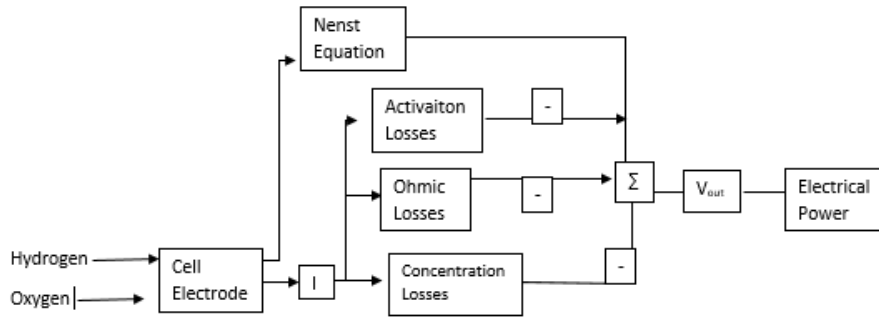 Nenst
Equation
Activaiton
Losses
-
Ohmic
Losses
-
Σ
Vout
Electrical
Power
Hydrogen
Oxygen
Cell
Electrode
I
Concentration
Losses
-